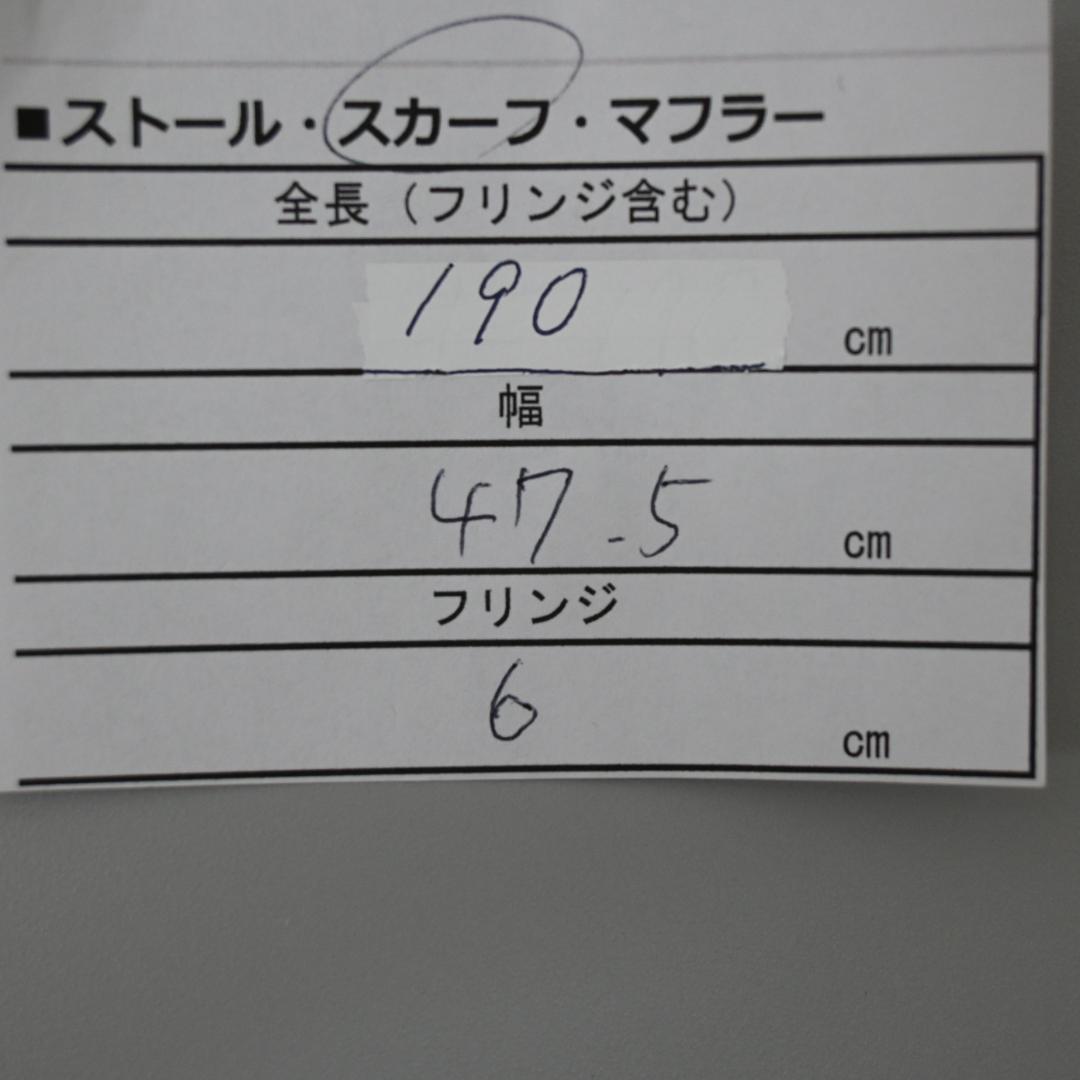 ■ストール・スカーフ・マフラー
全長（フリンジ含む）
190 cm
幅
47.5 cm
フリンジ
6 cm